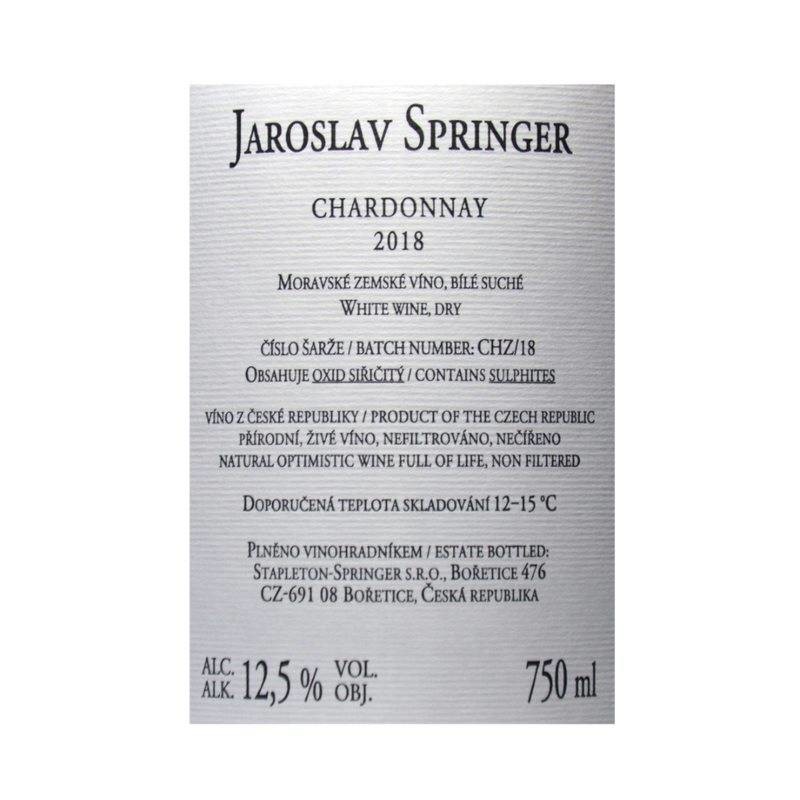 JAROSLAV SPRINGER
CHARDONNAY
2018
MORAVSKÉ ZEMSKÉ VÍNO, BÍLÉ SUCHÉ
WHITE WINE, DRY
ČÍSLO ŠARŽE / BATCH NUMBER: CHZ/18
OBSAHUJE OXID SIŘIČITÝ / CONTAINS SULPHITES
VÍNO Z ČESKÉ REPUBLIKY / PRODUCT OF THE CZECH REPUBLIC
PŘÍRODNÍ, ŽIVÉ VÍNO, NEFILTROVÁNO, NEČÍŘENO
NATURAL OPTIMISTIC WINE FULL OF LIFE, NON FILTERED
DOPORUČENÁ TEPLOTA SKLADOVÁNÍ 12–15 °C
PLNĚNO VINOHRADNÍKEM / ESTATE BOTTLED:
STAPLETON-SPRINGER S.R.O., BOŘETICE 476
CZ-691 08 BOŘETICE, ČESKÁ REPUBLIKA
ALC. ALK. 12,5 % VOL. OBJ. 750 ml